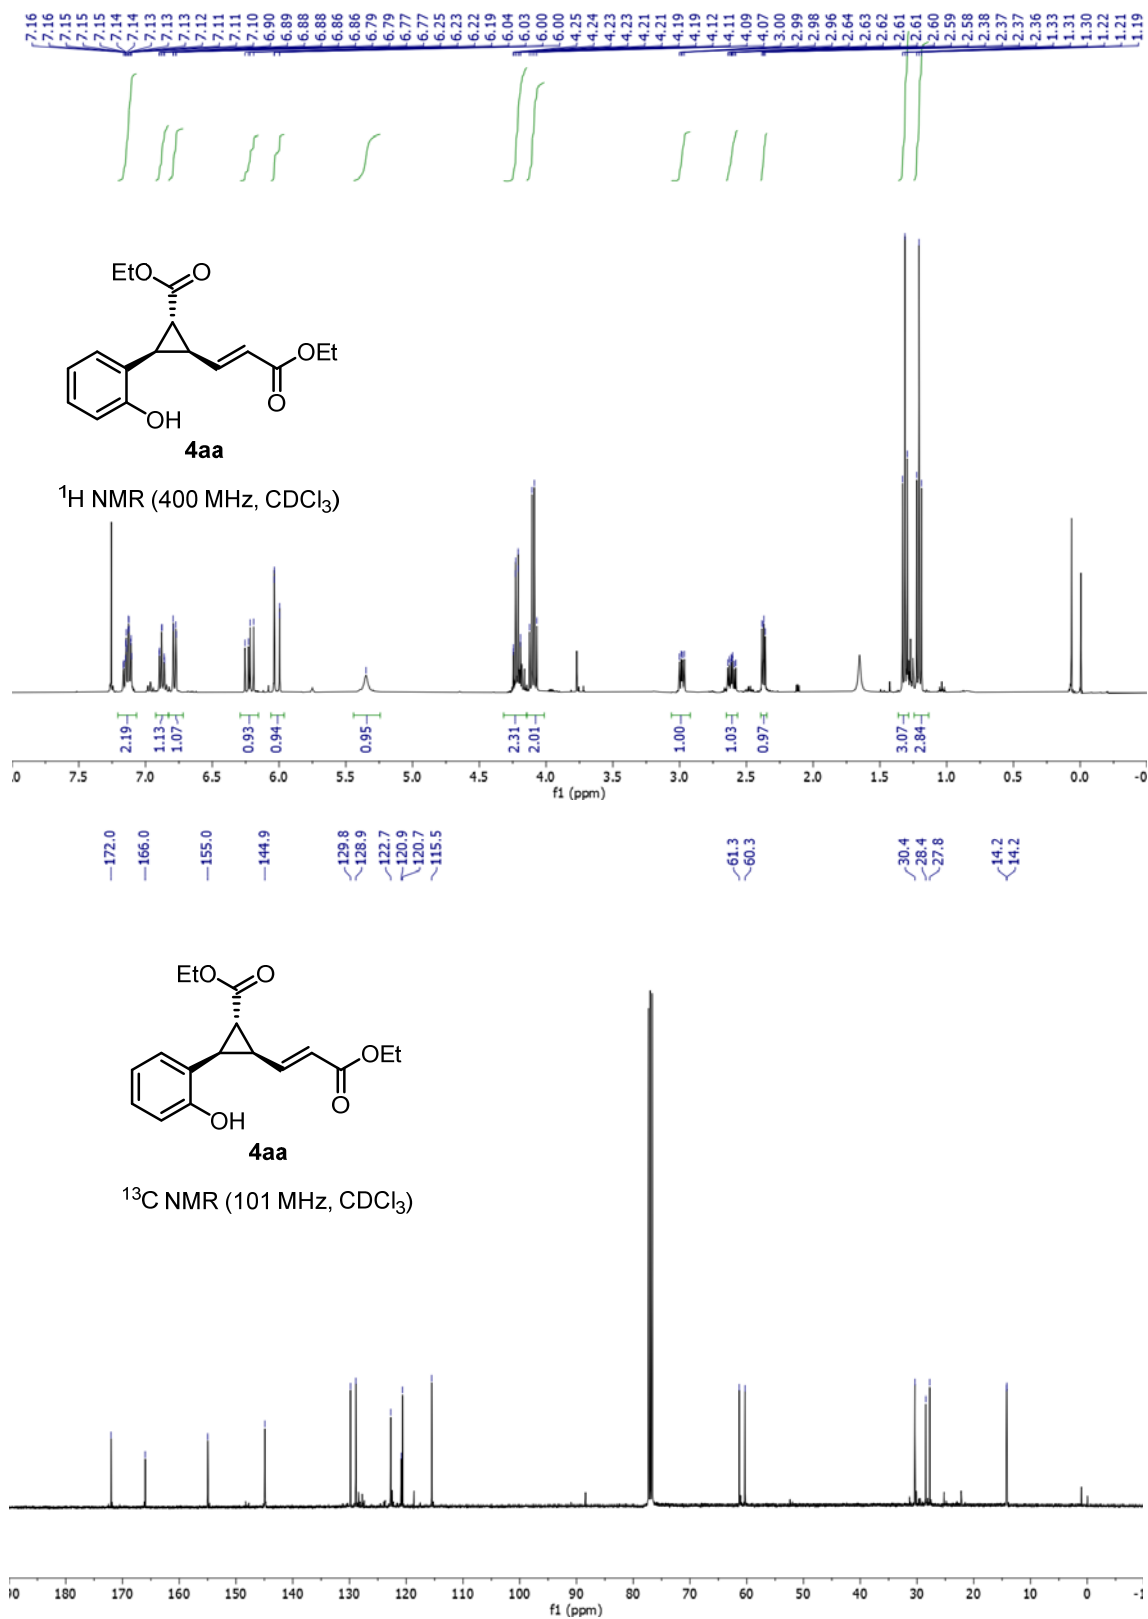 7.16 7.16 7.15 7.15 7.15 7.14 7.14 7.13 7.13 7.13 7.12 7.11 7.11 7.10 6.90 6.89 6.88 6.88 6.86 6.86 6.79 6.79 6.77 6.77 6.25 6.23 6.22 6.19 6.04 6.03 6.00 6.00 4.25 4.24 4.23 4.23 4.21 4.21 4.19 4.19 4.12 4.11 4.09 4.07 3.00 2.99 2.98 2.96 2.64 2.63 2.62 2.61 2.61 2.60 2.59 2.58 2.38 2.37 2.37 2.36 1.33 1.31 1.30 1.22 1.21 1.19
EtO O
OEt
O
OH
4aa
¹H NMR (400 MHz, CDCl₃)
2.19 1.13 1.07 0.93 0.94 0.95 2.31 2.01 1.00 1.03 0.97 3.07 2.84
.0 7.5 7.0 6.5 6.0 5.5 5.0 4.5 4.0 3.5 3.0 2.5 2.0 1.5 1.0 0.5 0.0 -0
f1 (ppm)
172.0 166.0 155.0 144.9 129.8 128.9 122.7 120.9 120.7 115.5 61.3 60.3 30.4 28.4 27.8 14.2 14.2
EtO O
OEt
O
OH
4aa
¹³C NMR (101 MHz, CDCl₃)
90 180 170 160 150 140 130 120 110 100 90 80 70 60 50 40 30 20 10 0 -1
f1 (ppm)